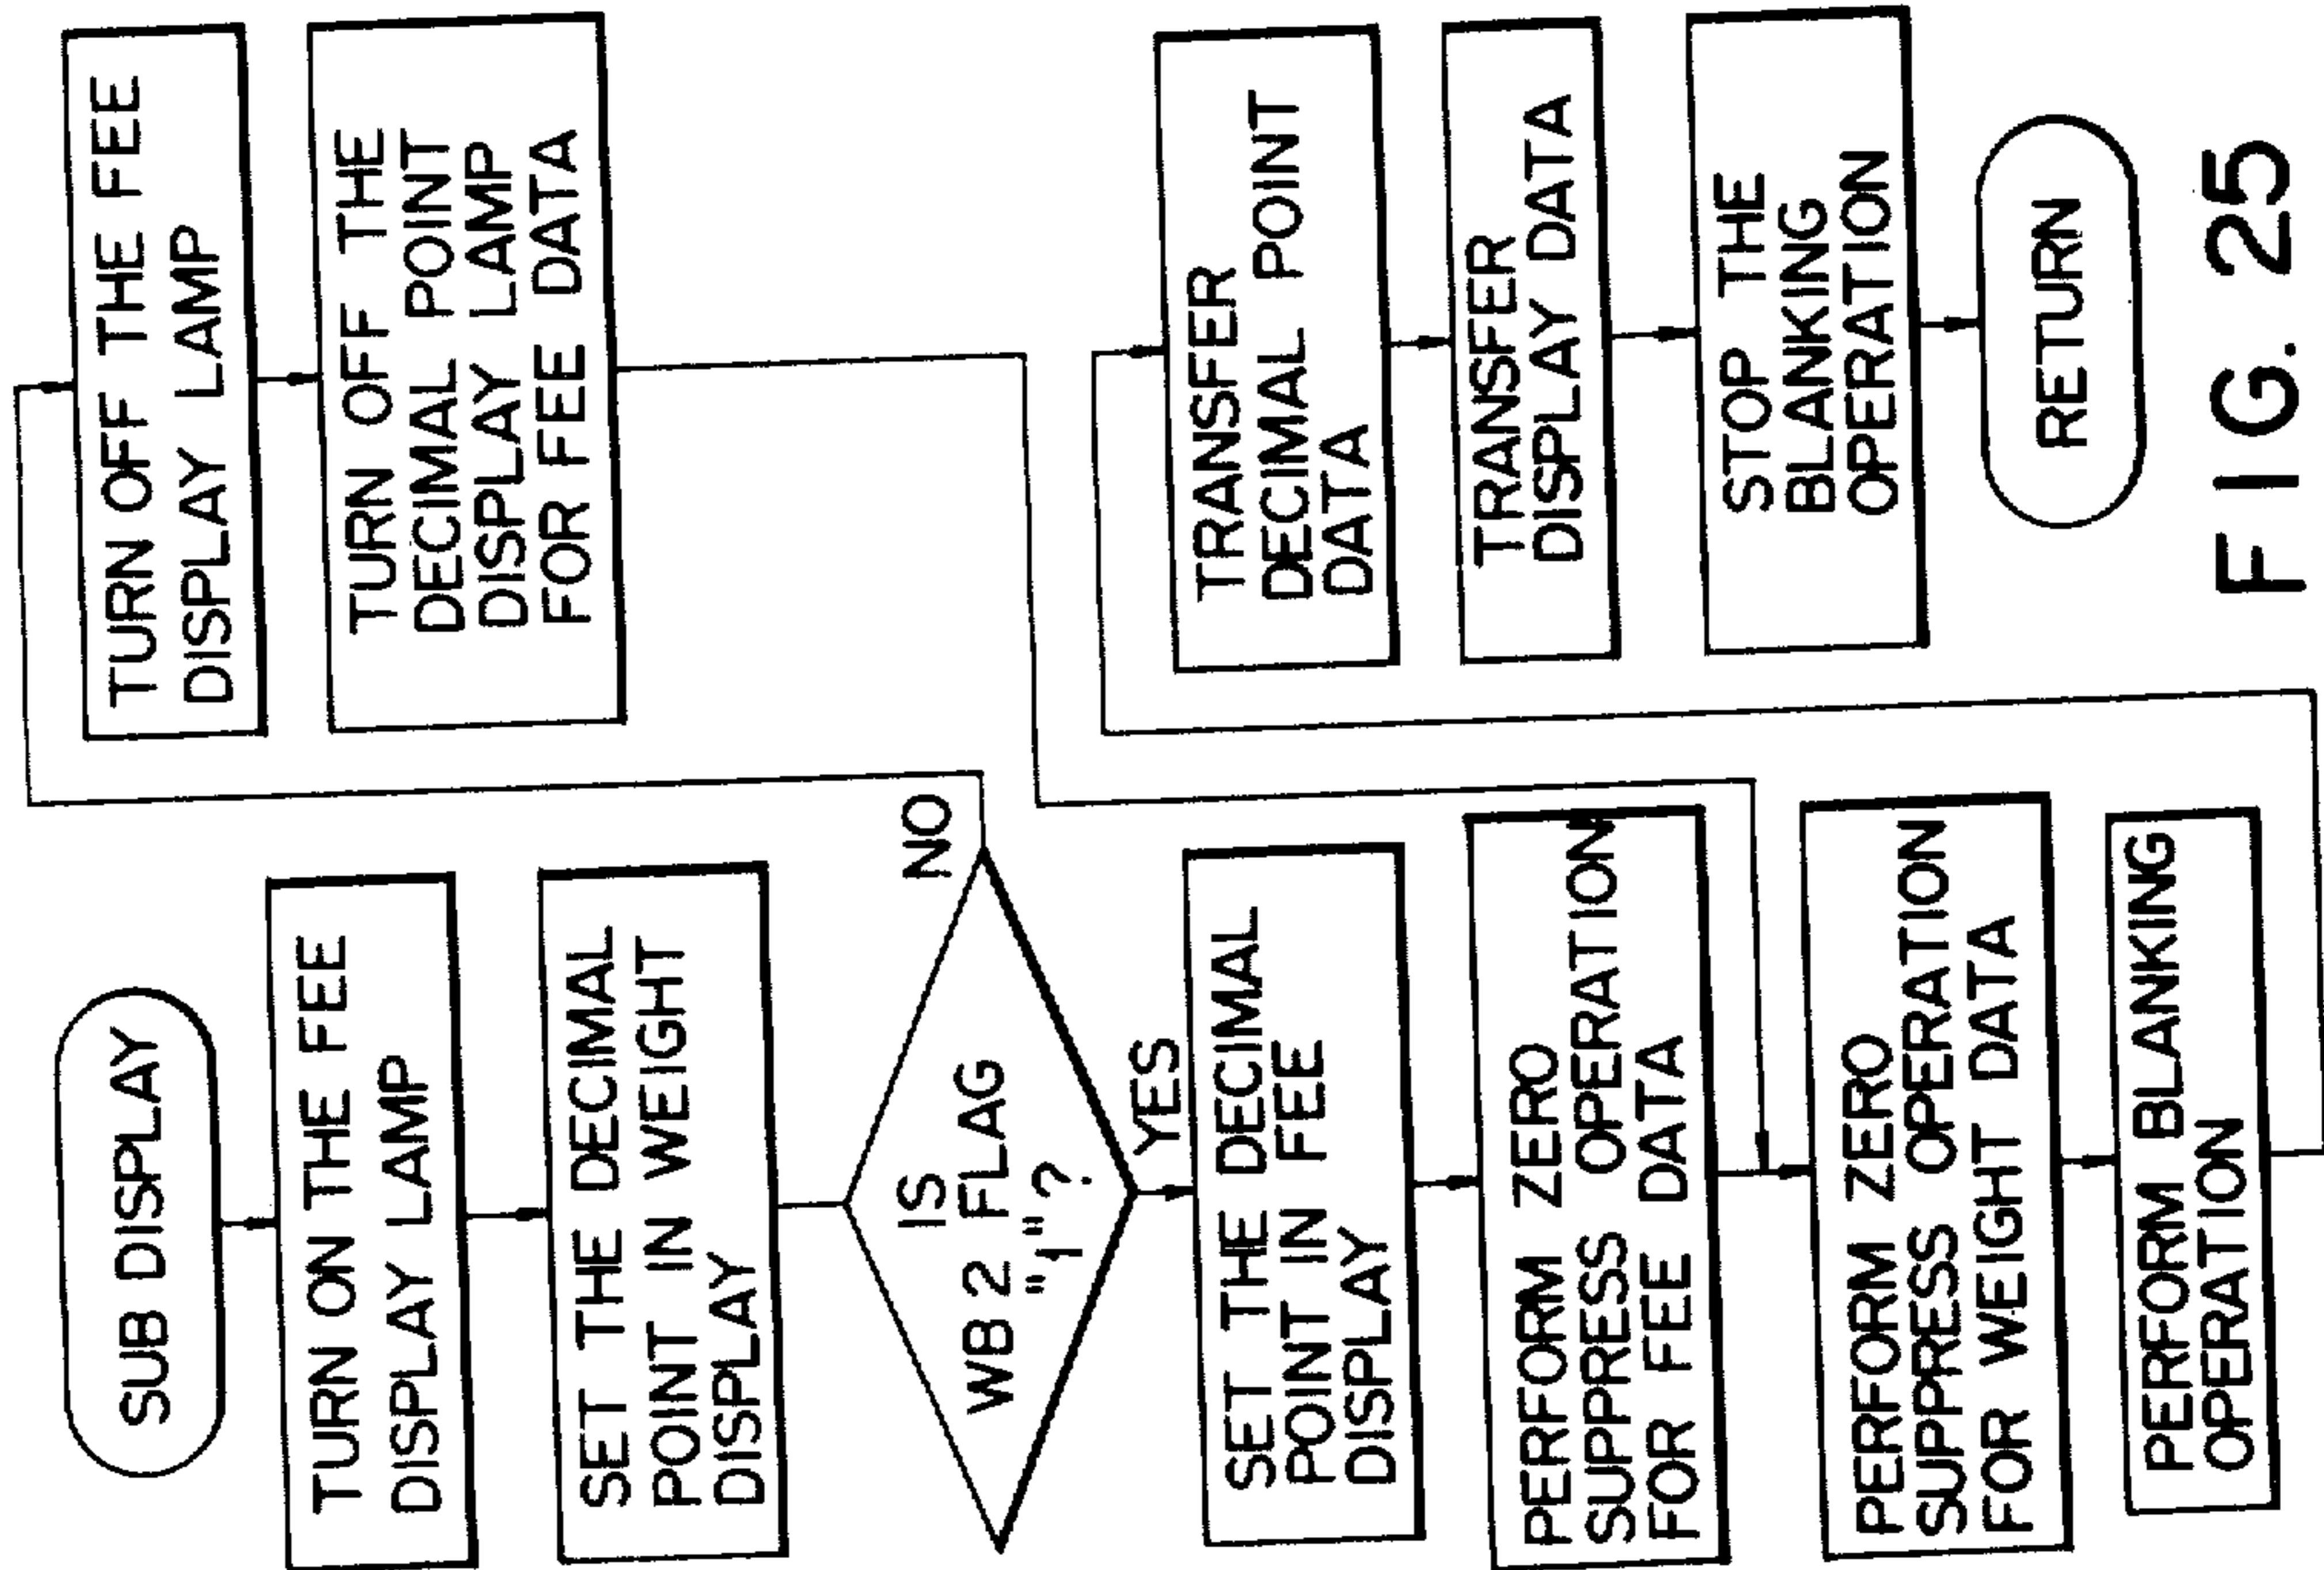 SUB DISPLAY
TURN ON THE FEE
DISPLAY LAMP
SET THE DECIMAL
POINT IN WEIGHT
DISPLAY
IS
WB 2 FLAG
"1"?
NO
YES
SET THE DECIMAL
POINT IN FEE
DISPLAY
PERFORM ZERO
SUPPRESS OPERATION
FOR FEE DATA
PERFORM ZERO
SUPPRESS OPERATION
FOR WEIGHT DATA
PERFORM BLANKING
OPERATION
TURN OFF THE FEE
DISPLAY LAMP
TURN OFF THE
DECIMAL POINT
DISPLAY LAMP
FOR FEE DATA
TRANSFER
DECIMAL POINT
DATA
TRANSFER
DISPLAY DATA
STOP THE
BLANKING
OPERATION
RETURN
FIG. 25